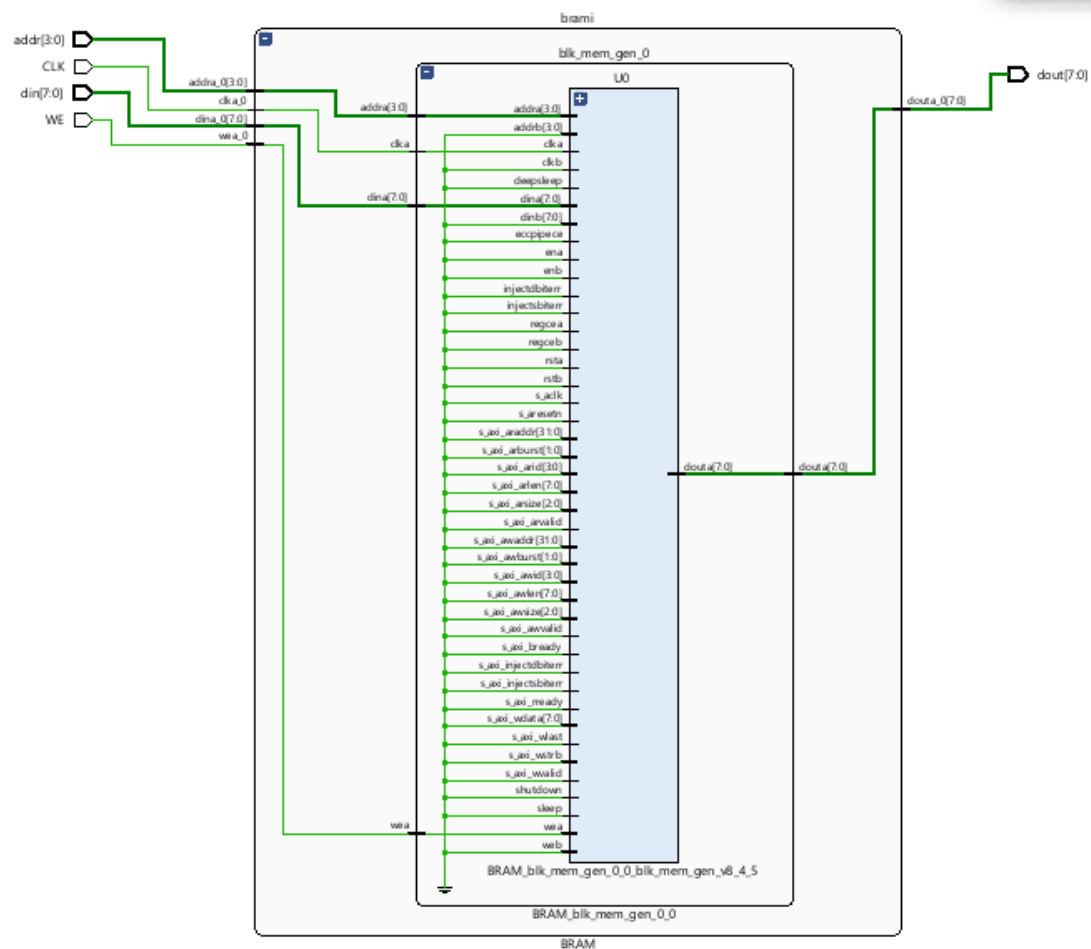 brami
addr[3:0]
CLK
din[7:0]
WE
addra_0[3:0]
clka_0
dina_0[7:0]
wea_0
blk_mem_gen_0
U0
addra[3:0]
clka
dina[7:0]
wea
addra[3:0]
addrb[3:0]
clka
clkb
deepsleep
dina[7:0]
dinb[7:0]
eccpipece
ena
enb
injectdbiterr
injectsbiterr
regcea
regceb
rsta
rstb
s_aclk
s_aresetn
s_axi_araddr[31:0]
s_axi_arburst[1:0]
s_axi_arid[3:0]
s_axi_arlen[7:0]
s_axi_arsize[2:0]
s_axi_arvalid
s_axi_awaddr[31:0]
s_axi_awburst[1:0]
s_axi_awid[3:0]
s_axi_awlen[7:0]
s_axi_awsize[2:0]
s_axi_awvalid
s_axi_bready
s_axi_injectdbiterr
s_axi_injectsbiterr
s_axi_rready
s_axi_wdata[7:0]
s_axi_wlast
s_axi_wstrb
s_axi_wvalid
shutdown
sleep
wea
web
douta[7:0]
douta[7:0]
douta_0[7:0]
dout[7:0]
BRAM_blk_mem_gen_0_0_blk_mem_gen_v8_4_5
BRAM_blk_mem_gen_0_0
BRAM